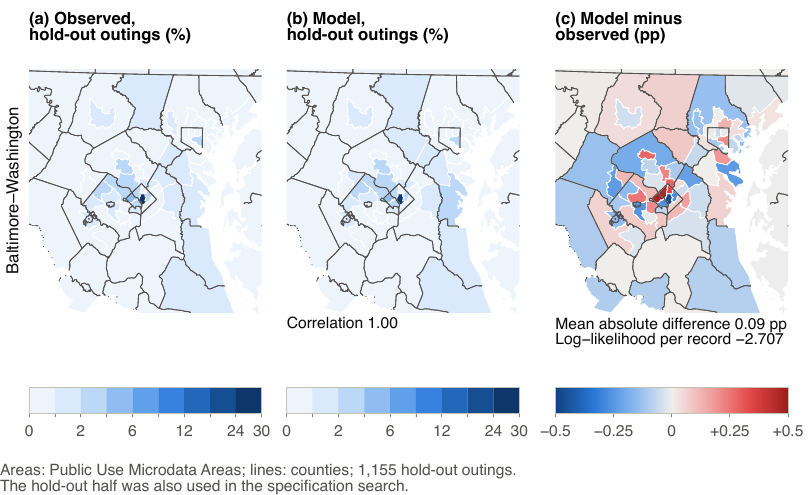 (a) Observed,
hold-out outings (%)
(b) Model,
hold-out outings (%)
(c) Model minus
observed (pp)
Baltimore−Washington
Correlation 1.00
Mean absolute difference 0.09 pp
Log−likelihood per record −2.707
0 2 6 12 24 30
0 2 6 12 24 30
−0.5 −0.25 0 +0.25 +0.5
Areas: Public Use Microdata Areas; lines: counties; 1,155 hold-out outings.
The hold-out half was also used in the specification search.